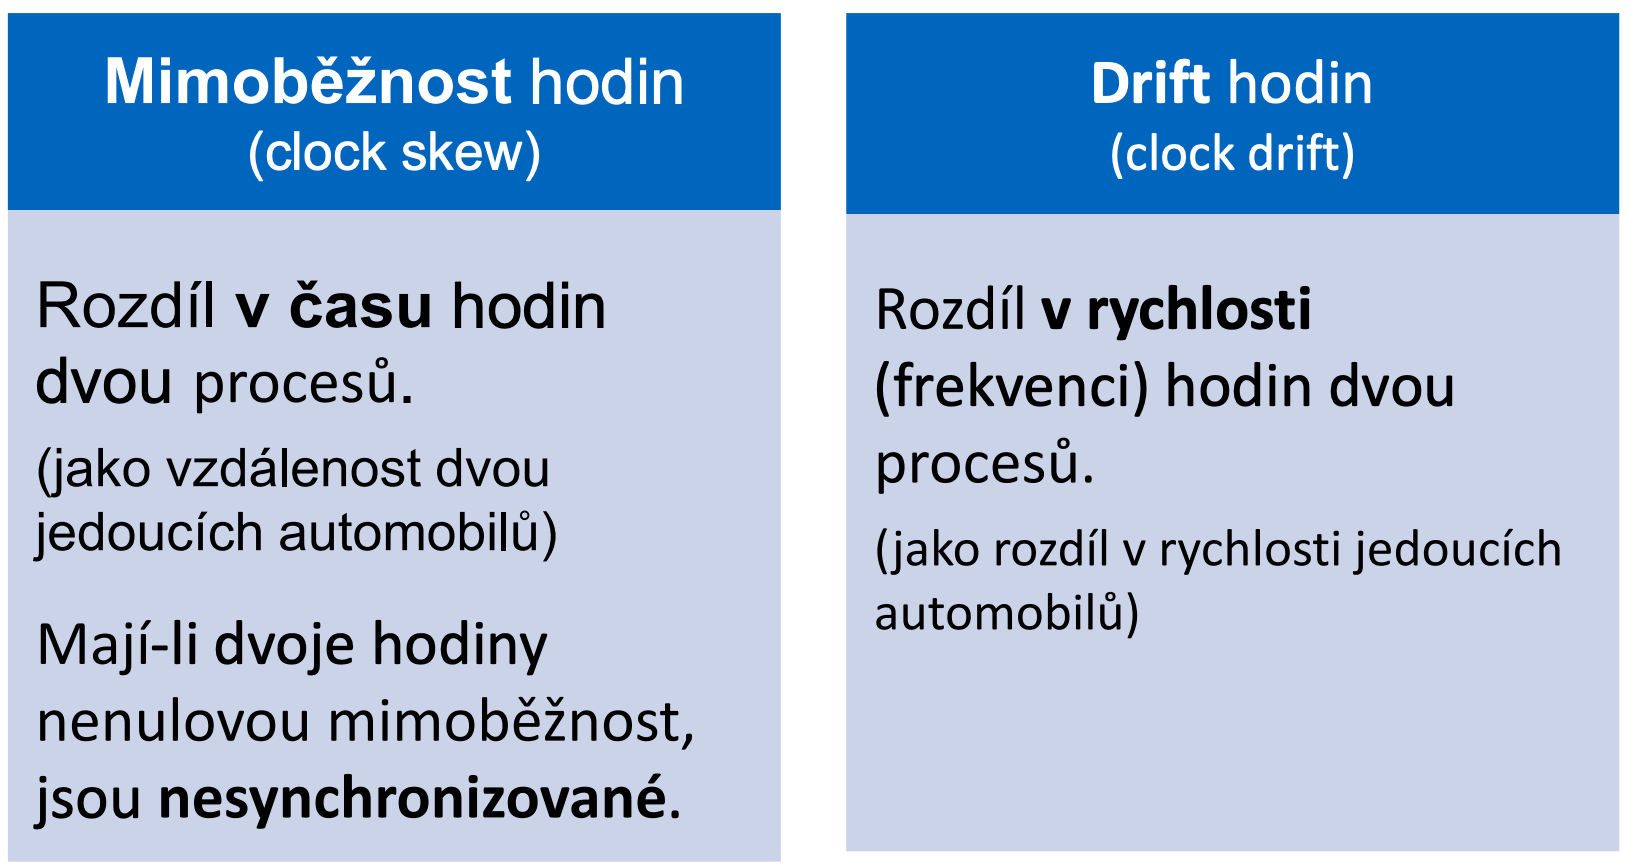 Mimoběžnost hodin
(clock skew)
Rozdíl v času hodin
dvou procesů.
(jako vzdálenost dvou
jedoucích automobilů)
Mají-li dvoje hodiny
nenulovou mimoběžnost,
jsou nesynchronizované.
Drift hodin
(clock drift)
Rozdíl v rychlosti
(frekvenci) hodin dvou
procesů.
(jako rozdíl v rychlosti jedoucích
automobilů)